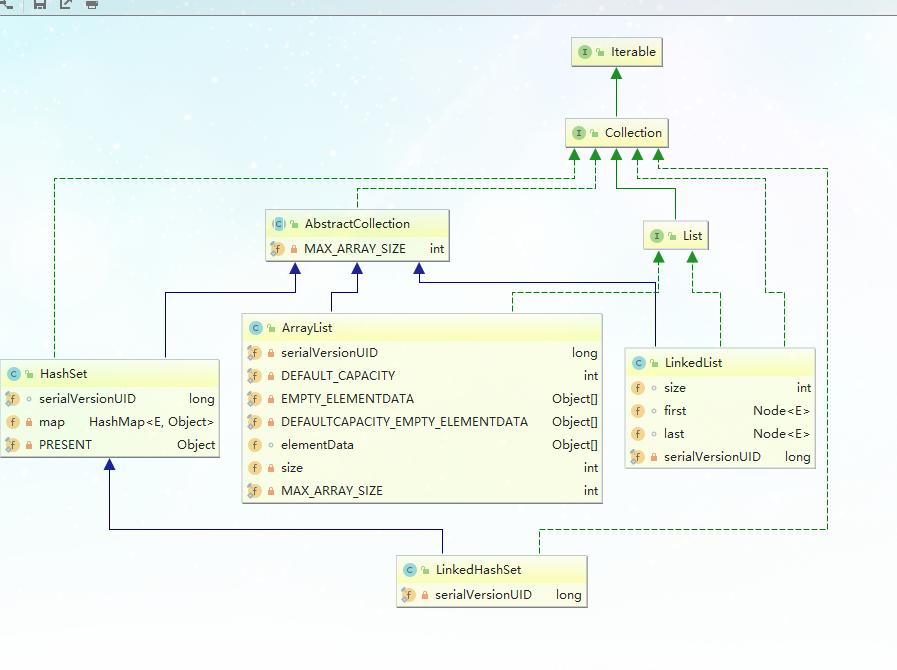 Iterable
Collection
AbstractCollection
MAX_ARRAY_SIZE int
List
ArrayList
serialVersionUID long
DEFAULT_CAPACITY int
EMPTY_ELEMENTDATA Object[]
DEFAULTCAPACITY_EMPTY_ELEMENTDATA Object[]
elementData Object[]
size int
MAX_ARRAY_SIZE int
HashSet
serialVersionUID long
map HashMap<E, Object>
PRESENT Object
LinkedList
size int
first Node<E>
last Node<E>
serialVersionUID long
LinkedHashSet
serialVersionUID long